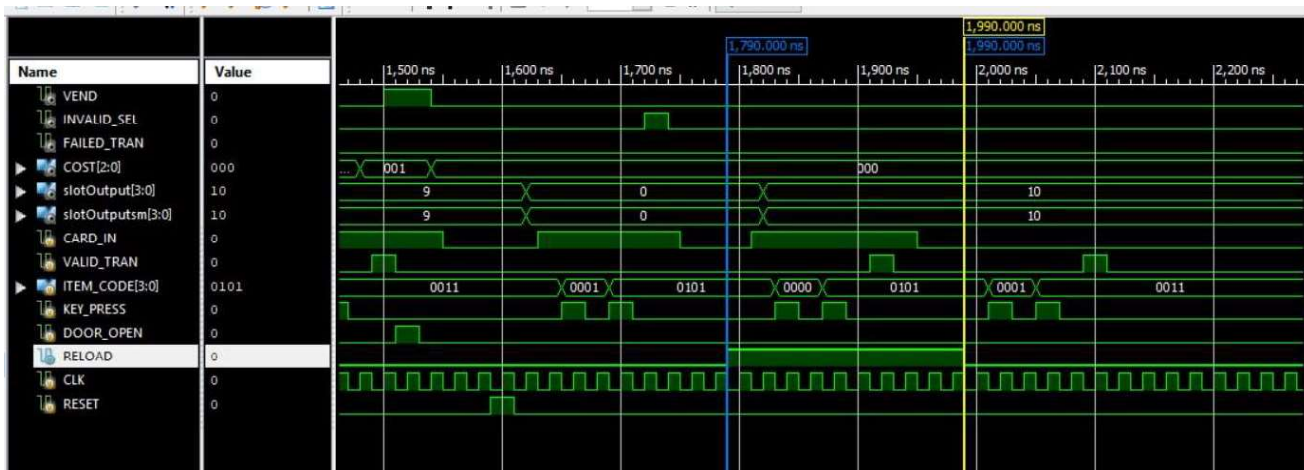 1,990.000 ns
1,790.000 ns 1,990.000 ns
Name Value 1,500 ns 1,600 ns 1,700 ns 1,800 ns 1,900 ns 2,000 ns 2,100 ns 2,200 ns
VEND 0
INVALID_SEL 0
FAILED_TRAN 0
COST[2:0] 000 ... 001 000
slotOutput[3:0] 10 9 0 10
slotOutputsm[3:0] 10 9 0 10
CARD_IN 0
VALID_TRAN 0
ITEM_CODE[3:0] 0101 0011 0001 0101 0000 0101 0001 0011
KEY_PRESS 0
DOOR_OPEN 0
RELOAD 0
CLK 0
RESET 0